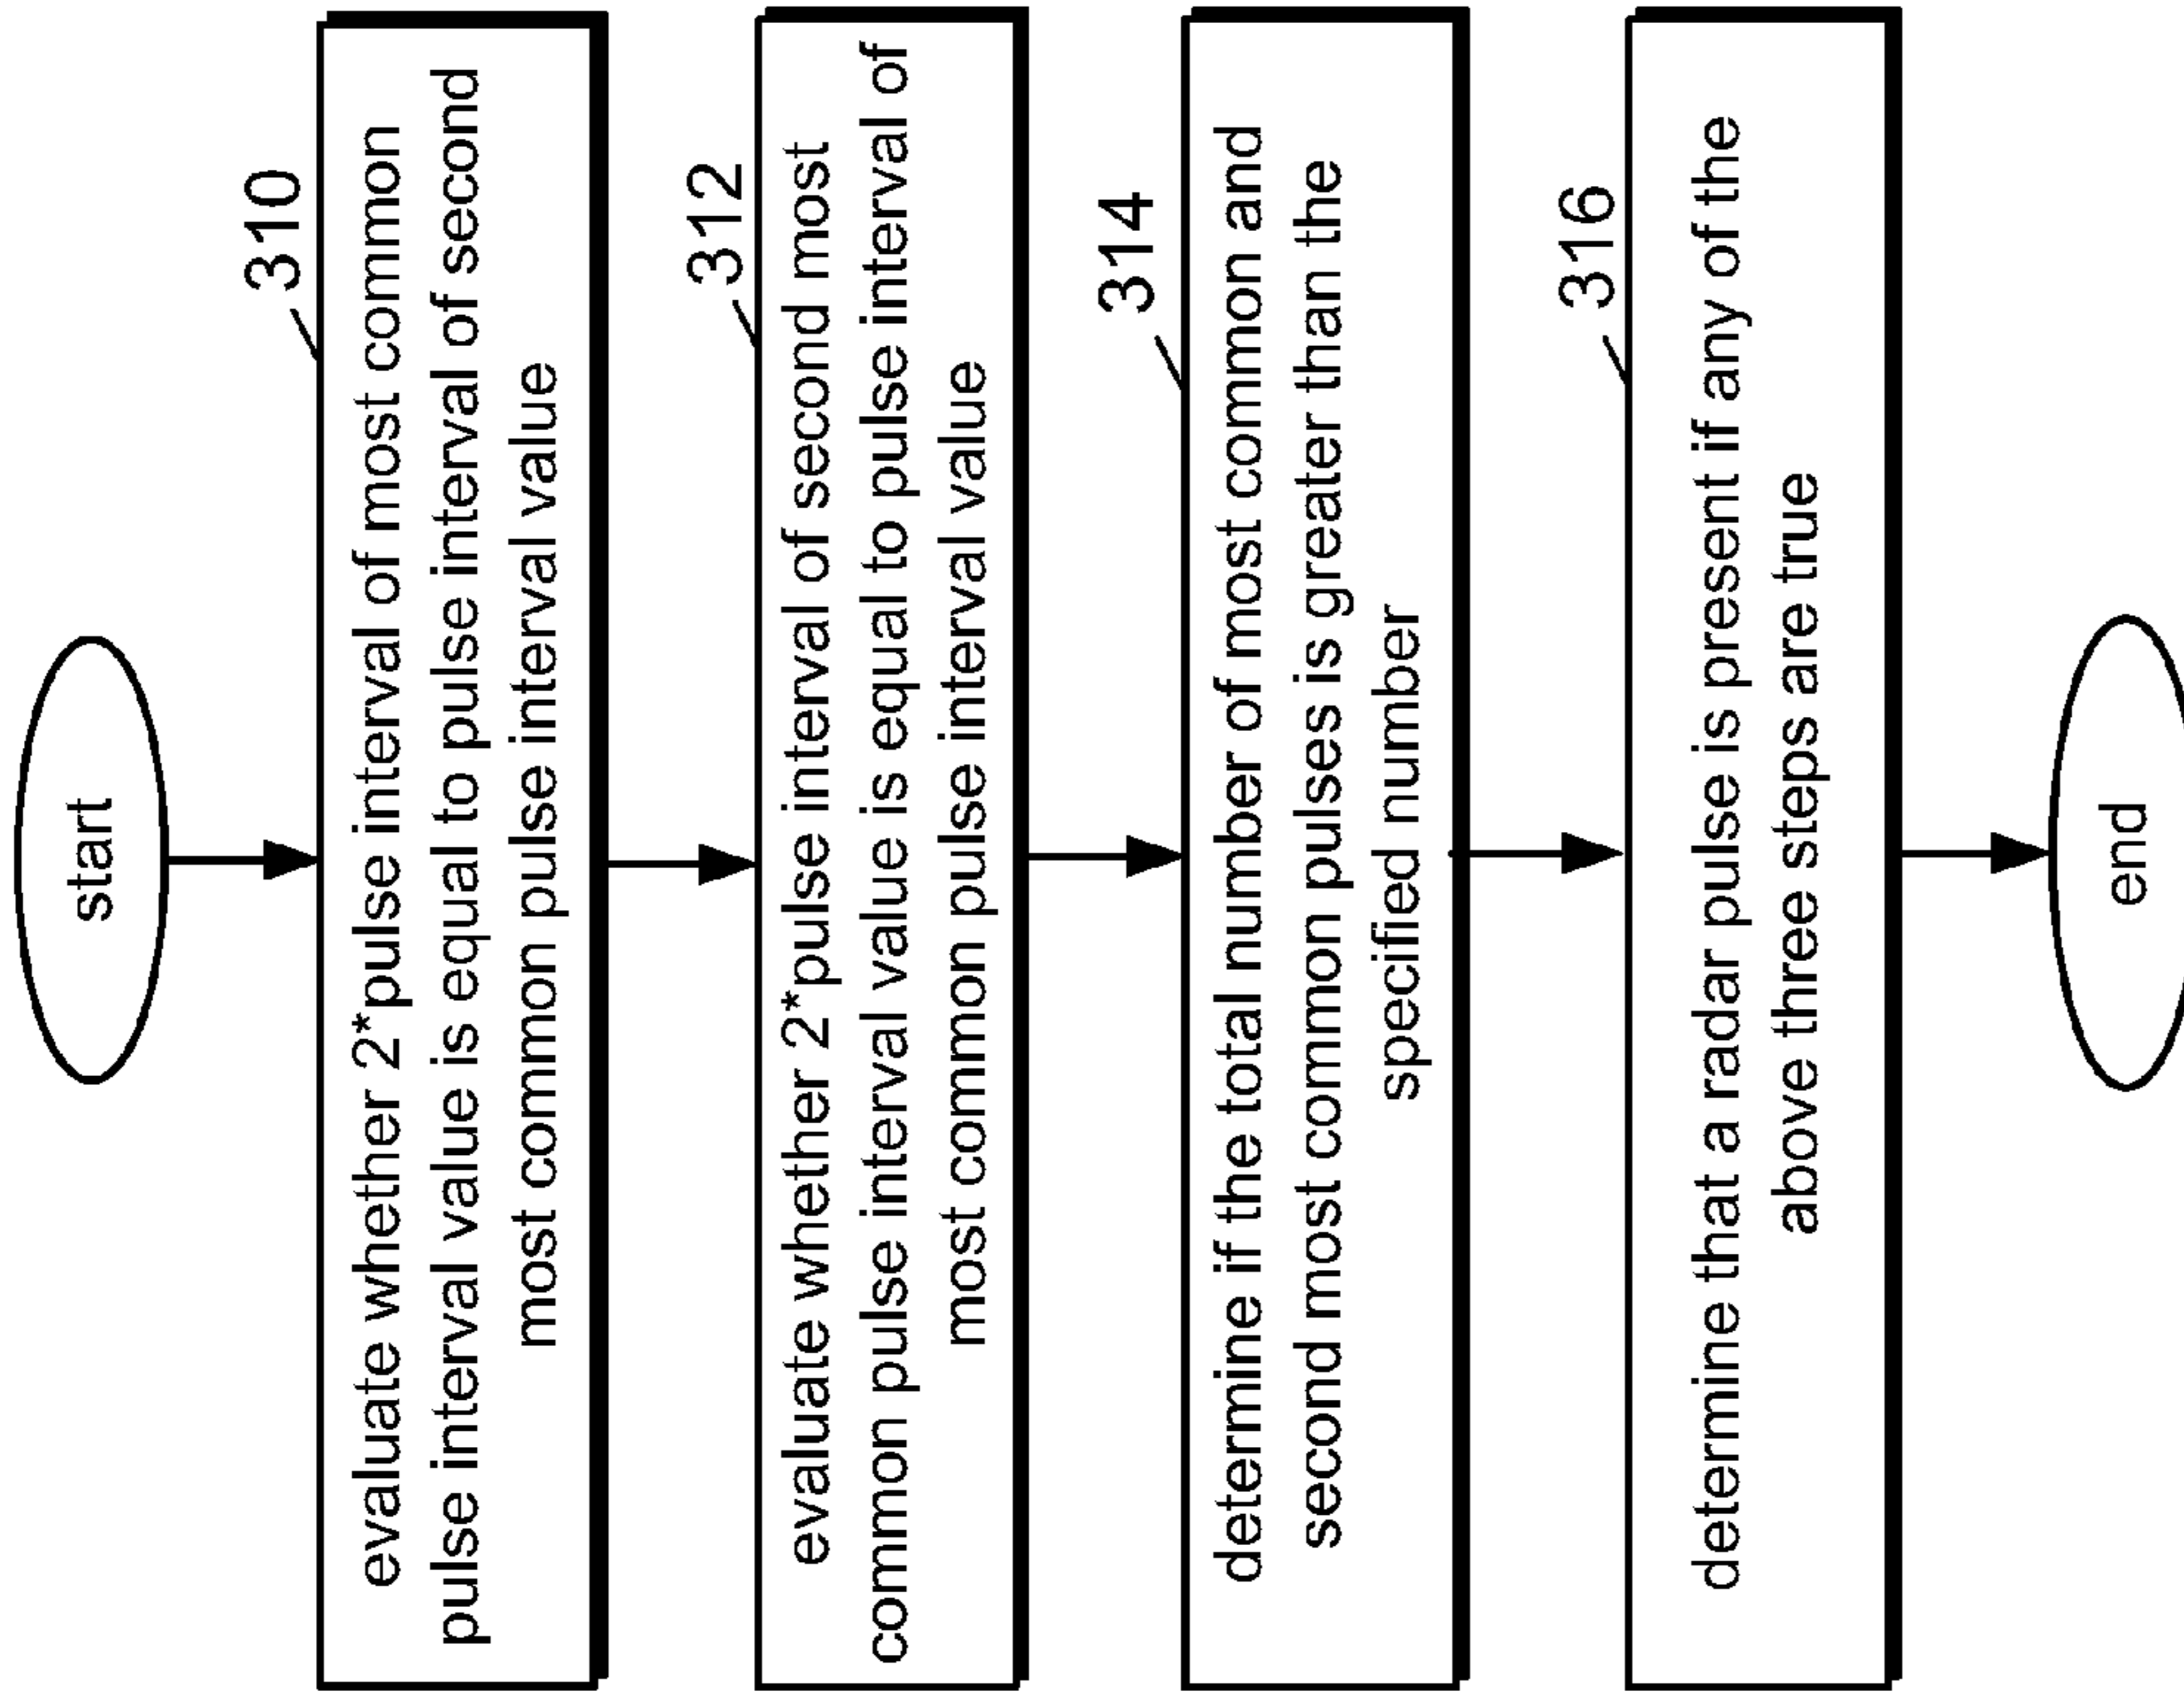 start
310
evaluate whether 2*pulse interval of most common
pulse interval value is equal to pulse interval of second
most common pulse interval value
312
evaluate whether 2*pulse interval of second most
common pulse interval value is equal to pulse interval of
most common pulse interval value
314
determine if the total number of most common and
second most common pulses is greater than the
specified number
316
determine that a radar pulse is present if any of the
above three steps are true
end